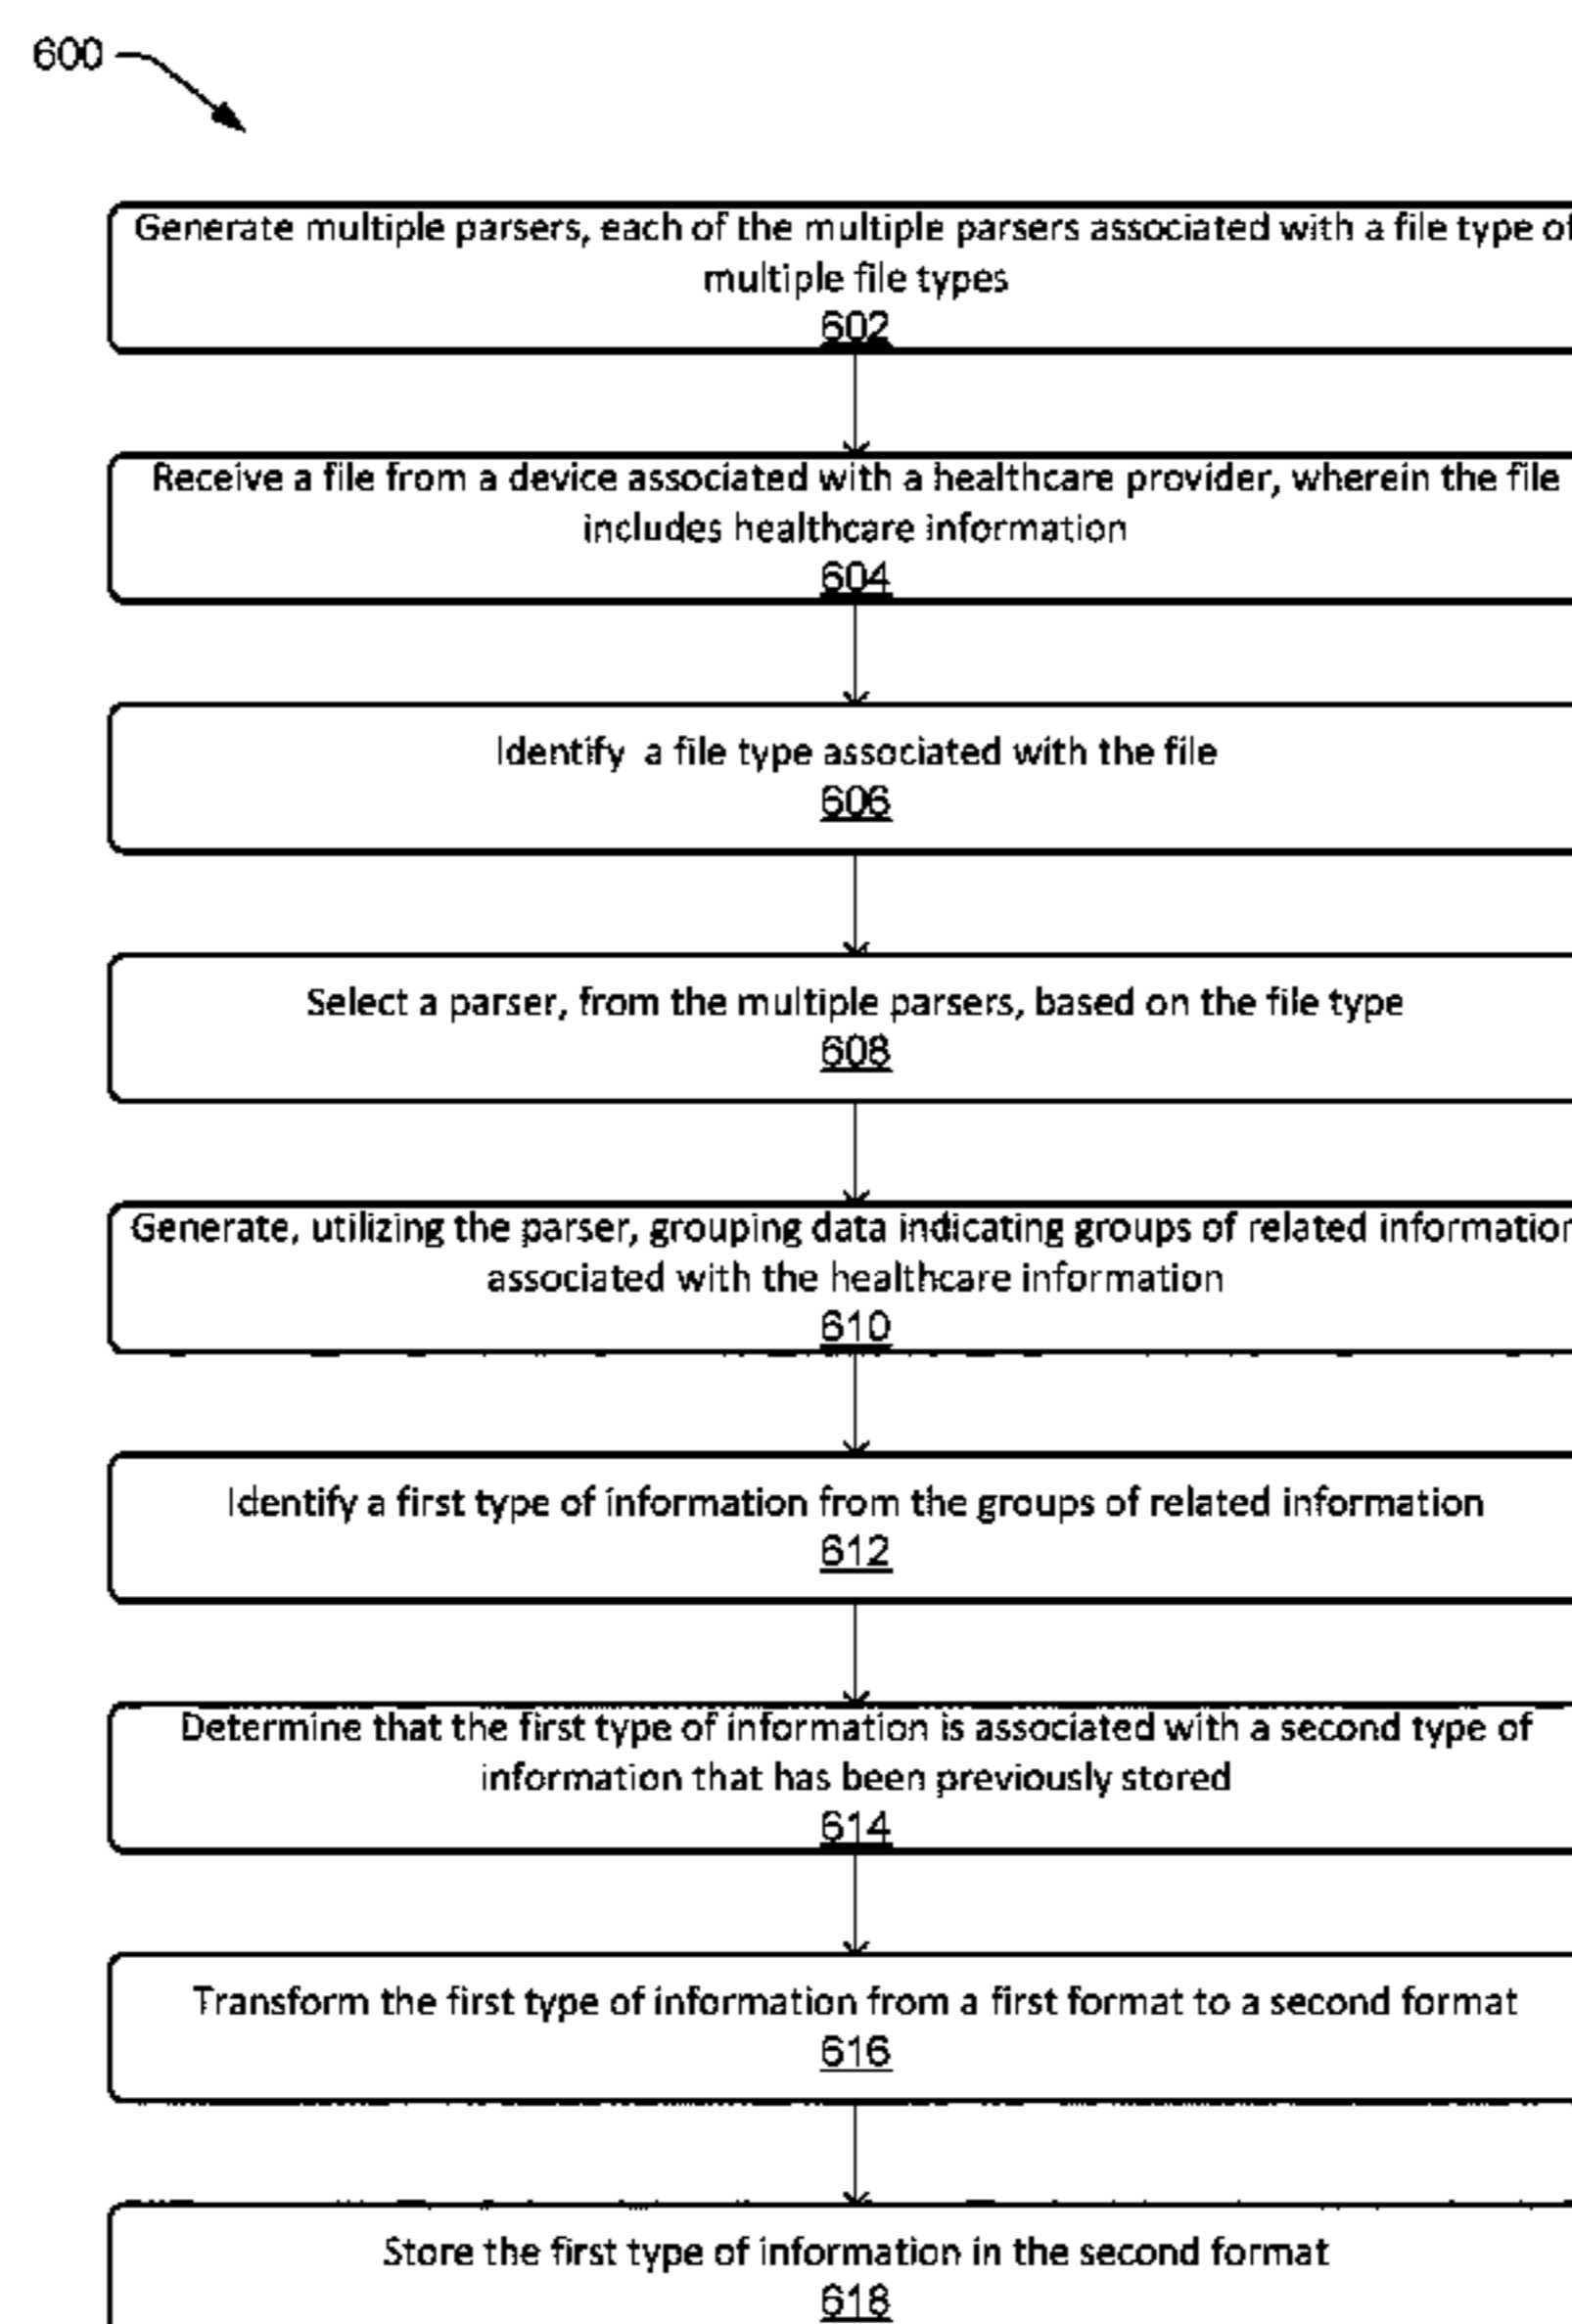 600
Generate multiple parsers, each of the multiple parsers associated with a file type of
multiple file types
602
Receive a file from a device associated with a healthcare provider, wherein the file
includes healthcare information
604
Identify a file type associated with the file
606
Select a parser, from the multiple parsers, based on the file type
608
Generate, utilizing the parser, grouping data indicating groups of related information
associated with the healthcare information
610
Identify a first type of information from the groups of related information
612
Determine that the first type of information is associated with a second type of
information that has been previously stored
614
Transform the first type of information from a first format to a second format
616
Store the first type of information in the second format
618